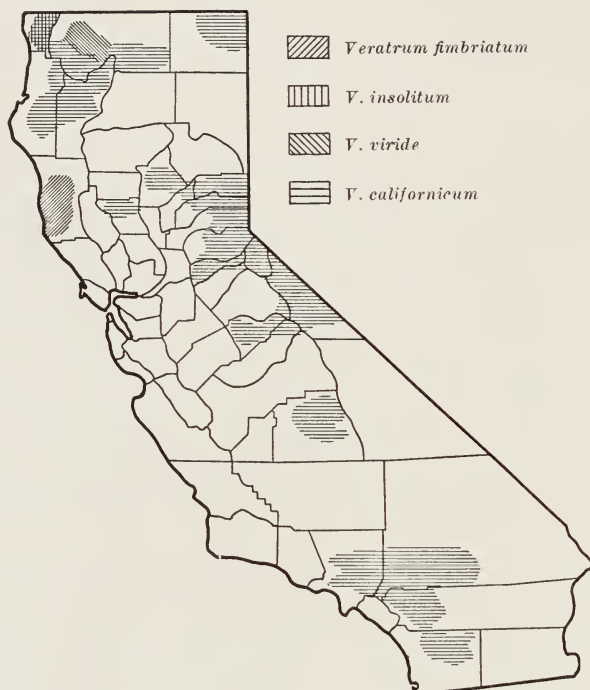 Veratrum fimbriatum
V. insolitum
V. viride
V. californicum